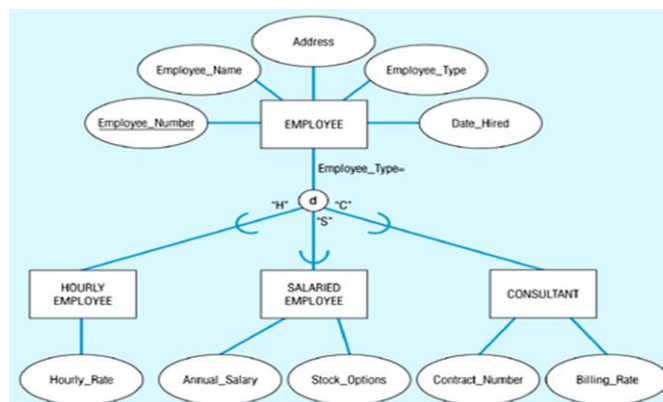 Address
Employee_Name
Employee_Type
Employee_Number
EMPLOYEE
Date_Hired
Employee_Type=
d
"H"
"C"
"S"
HOURLY
EMPLOYEE
SALARIED
EMPLOYEE
CONSULTANT
Hourly_Rate
Annual_Salary
Stock_Options
Contract_Number
Billing_Rate